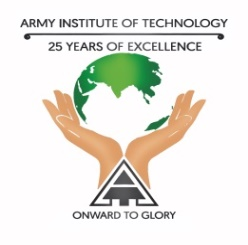 ARMY INSTITUTE OF TECHNOLOGY
25 YEARS OF EXCELLENCE
ONWARD TO GLORY